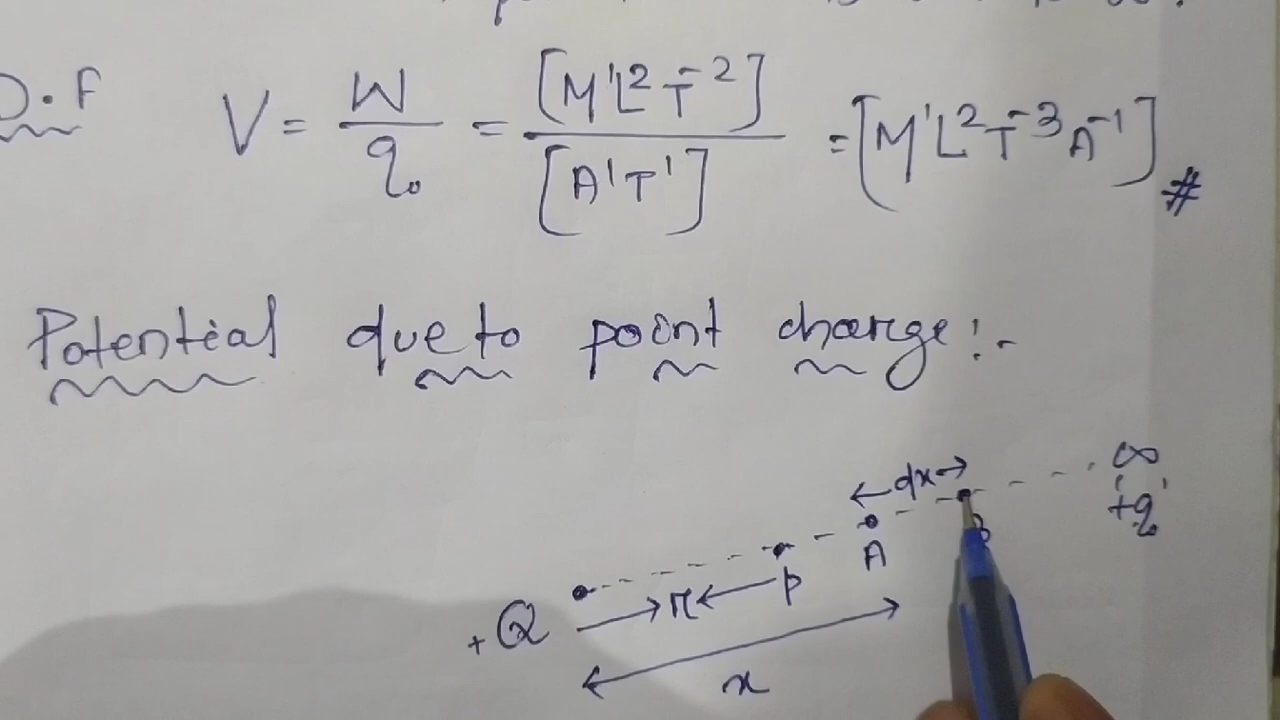 D.F V = W/q₀ = [M¹L²T⁻²]/[A¹T¹] = [M¹L²T⁻³A⁻¹] #
Potential due to point charge:-
dx ∞
+q₀
A B
+Q r P
x